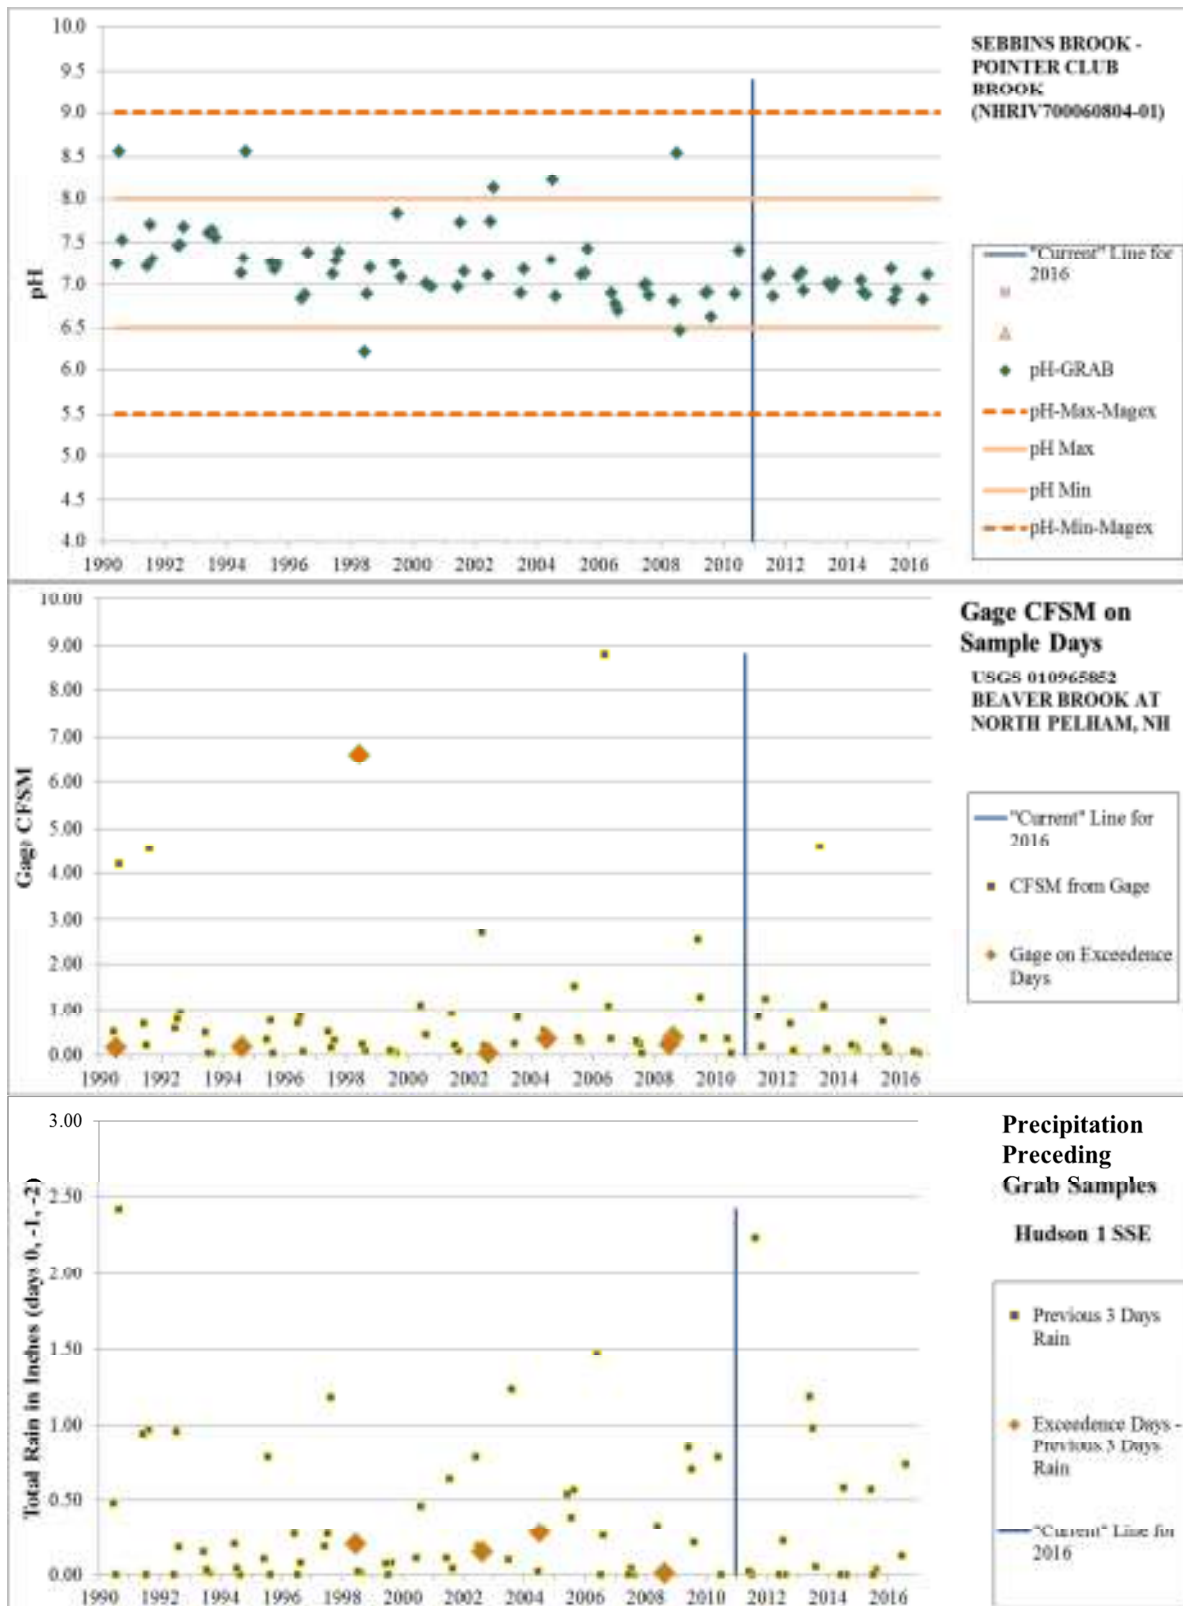 10.0
9.5
9.0
8.5
8.0
7.5
7.0
6.5
6.0
5.5
5.0
4.5
4.0
pH
1990 1992 1994 1996 1998 2000 2002 2004 2006 2008 2010 2012 2014 2016
SEBBINS BROOK -
POINTER CLUB
BROOK
(NHRIV700060804-01)
"Current" Line for
2016
pH-GRAB
pH-Max-Magex
pH Max
pH Min
pH-Min-Magex
10.00
9.00
8.00
7.00
6.00
5.00
4.00
3.00
2.00
1.00
0.00
Gage CFSM
1990 1992 1994 1996 1998 2000 2002 2004 2006 2008 2010 2012 2014 2016
Gage CFSM on
Sample Days
USGS 010965852
BEAVER BROOK AT
NORTH PELHAM, NH
"Current" Line for
2016
CFSM from Gage
Gage on Exceedence
Days
3.00
2.50
2.00
1.50
1.00
0.50
0.00
Total Rain in Inches (days 0, -1, -2)
1990 1992 1994 1996 1998 2000 2002 2004 2006 2008 2010 2012 2014 2016
Precipitation
Preceding
Grab Samples
Hudson 1 SSE
Previous 3 Days
Rain
Exceedence Days -
Previous 3 Days
Rain
"Current" Line for
2016